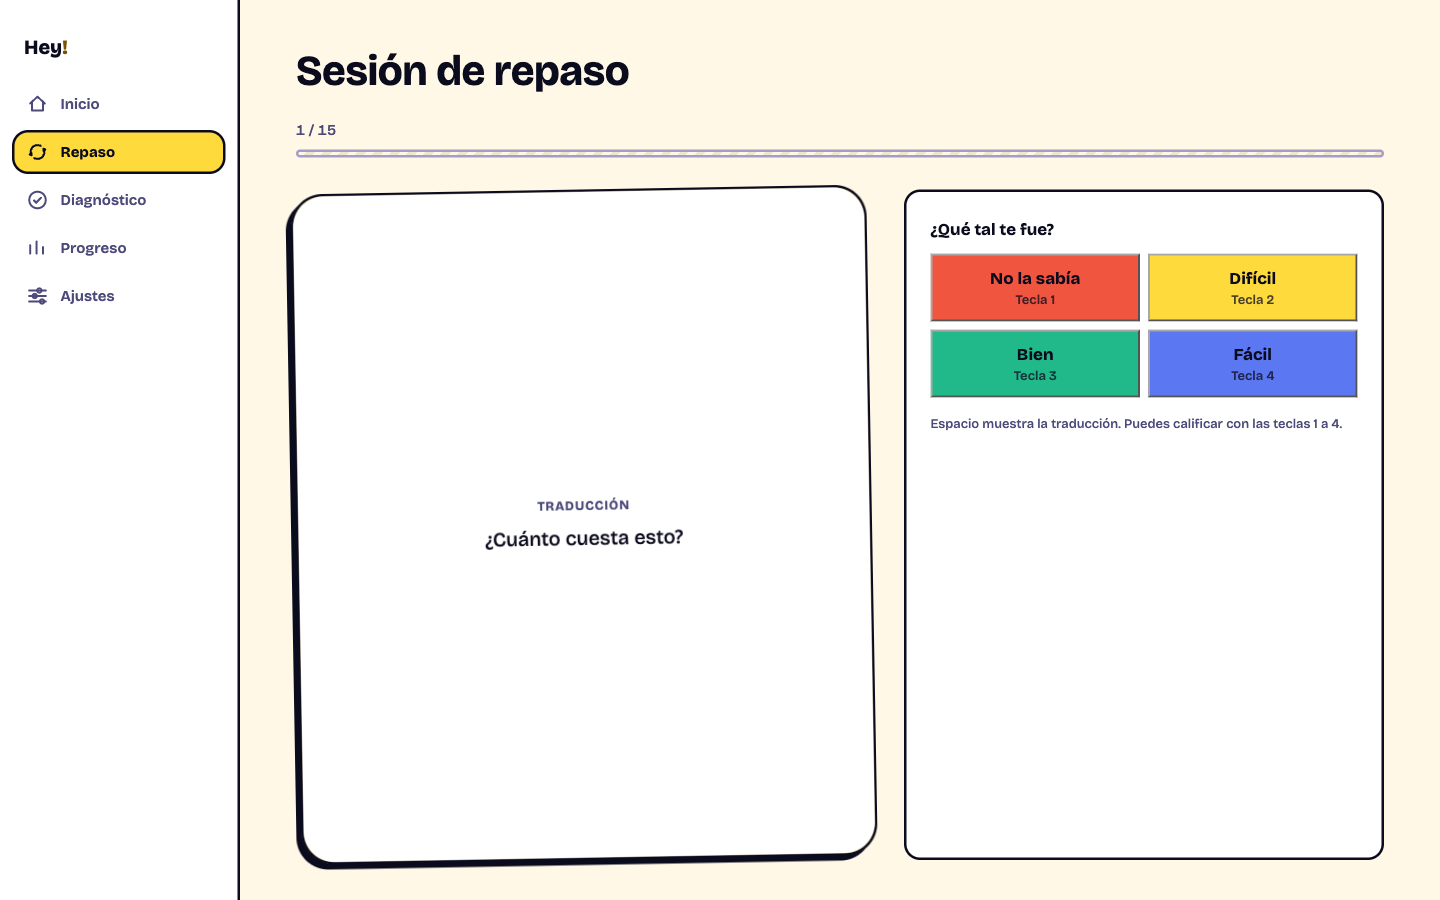 Hey!
Inicio
Repaso
Diagnóstico
Progreso
Ajustes
Sesión de repaso
1 / 15
TRADUCCIÓN
¿Cuánto cuesta esto?
¿Qué tal te fue?
No la sabía
Tecla 1
Difícil
Tecla 2
Bien
Tecla 3
Fácil
Tecla 4
Espacio muestra la traducción. Puedes calificar con las teclas 1 a 4.